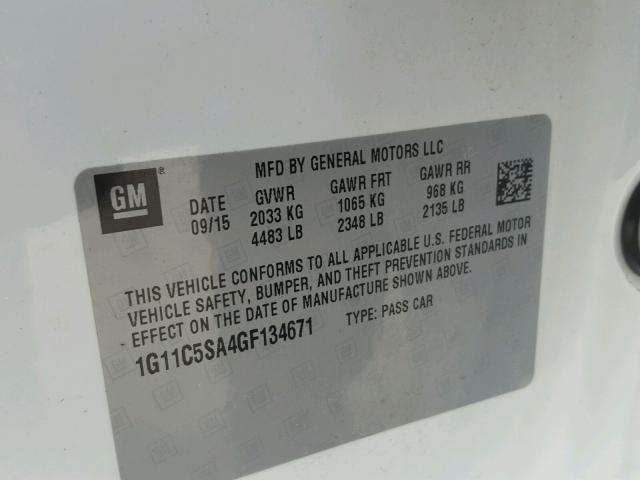 MFD BY GENERAL MOTORS LLC
GM ®
DATE GVWR GAWR FRT GAWR RR
09/15 2033 KG 1065 KG 968 KG
4483 LB 2348 LB 2135 LB
THIS VEHICLE CONFORMS TO ALL APPLICABLE U.S. FEDERAL MOTOR
VEHICLE SAFETY, BUMPER, AND THEFT PREVENTION STANDARDS IN
EFFECT ON THE DATE OF MANUFACTURE SHOWN ABOVE.
1G11C5SA4GF134671 TYPE: PASS CAR